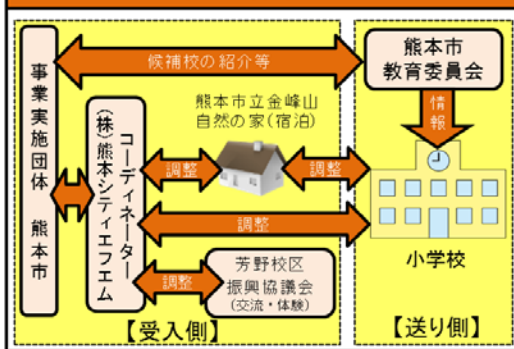 事業実施団体　熊本市
コーディネーター
(株)熊本シティエフエム
候補校の紹介等
熊本市
教育委員会
情報
熊本市立金峰山
自然の家(宿泊)
調整
調整
調整
調整
芳野校区
振興協議会
(交流・体験)
小学校
【受入側】
【送り側】